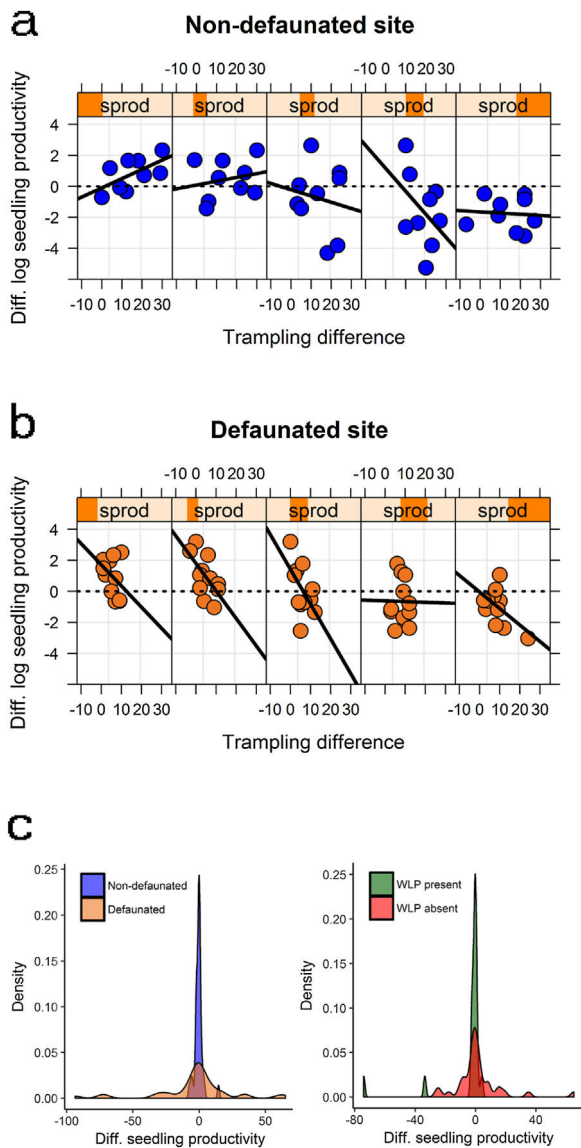 a
Non-defaunated site
-10 0 10 20 30 -10 0 10 20 30
sprod sprod sprod sprod sprod
Diff. log seedling productivity
4
2
0
-2
-4
-10 0 10 20 30 -10 0 10 20 30 -10 0 10 20 30
Trampling difference
b
Defaunated site
-10 0 10 20 30 -10 0 10 20 30
sprod sprod sprod sprod sprod
Diff. log seedling productivity
4
2
0
-2
-4
-10 0 10 20 30 -10 0 10 20 30 -10 0 10 20 30
Trampling difference
c
Density
0.25
0.20
0.15
0.10
0.05
0.00
Non-defaunated
Defaunated
-100 -50 0 50
Diff. seedling productivity
Density
0.25
0.20
0.15
0.10
0.05
0.00
WLP present
WLP absent
-80 -40 0 40
Diff. seedling productivity